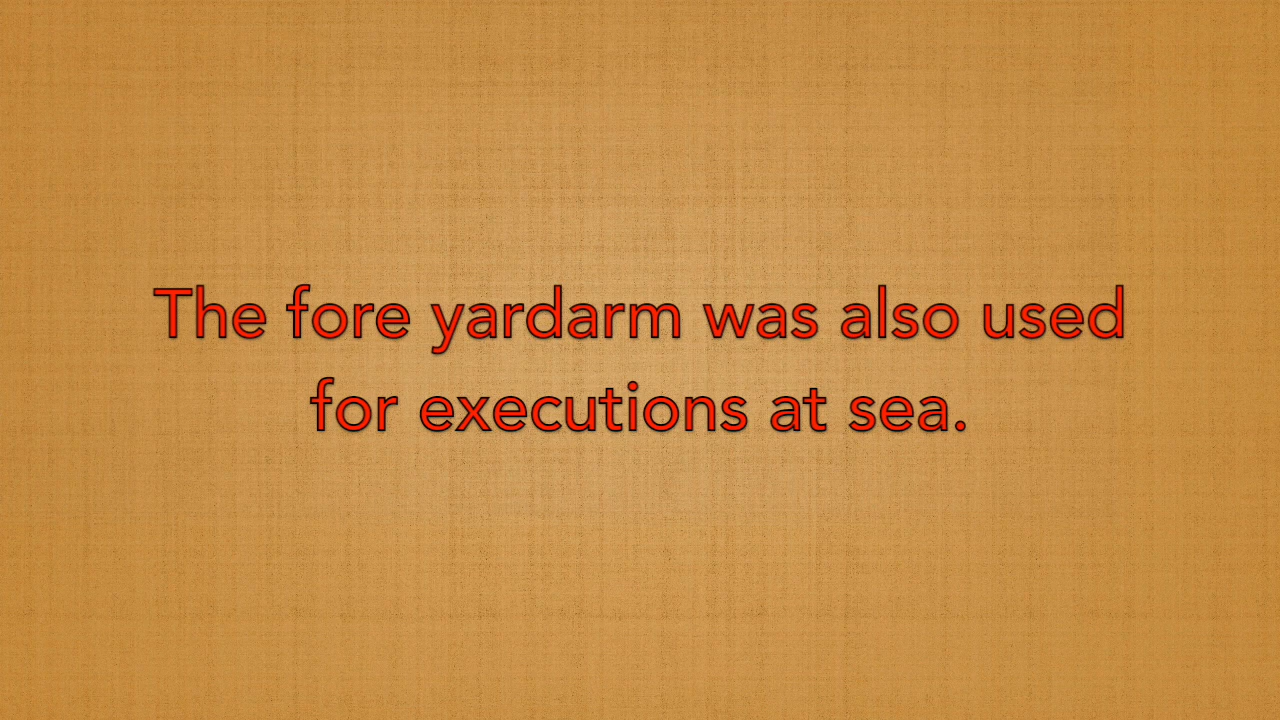 The fore yardarm was also used
for executions at sea.